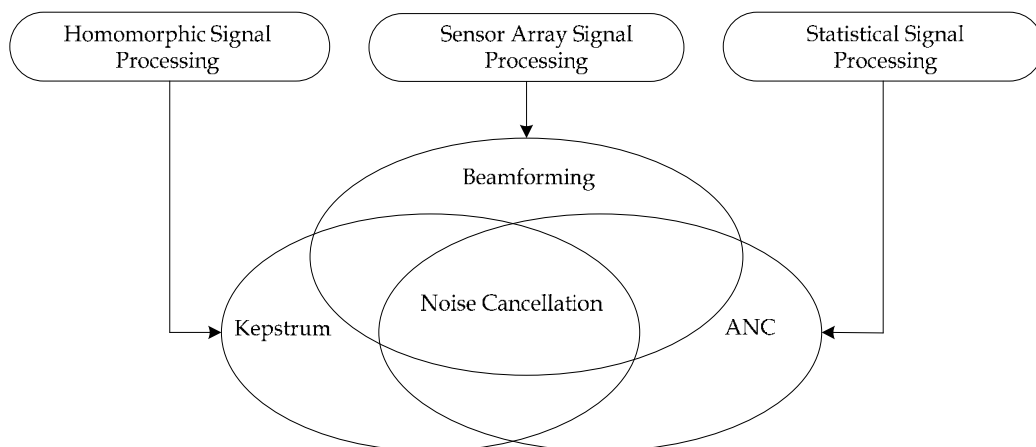 Homomorphic Signal
Processing
Sensor Array Signal
Processing
Statistical Signal
Processing
Beamforming
Noise Cancellation
Kepstrum
ANC